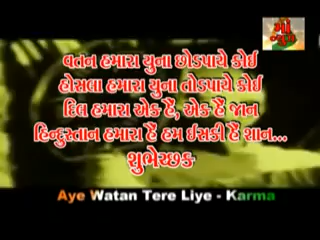 માઁ
વતન હમારા યુના છોડપાયે કોઈ
હોસલા હમારા યુના તોડપાયે કોઈ
દિલ હમારા એક હૈં, એક હૈં જાન
હિન્દુસ્તાન હમારા હૈં હમ ઈસકી હૈં શાન...
શુભેચ્છક
Aye Watan Tere Liye - Karma